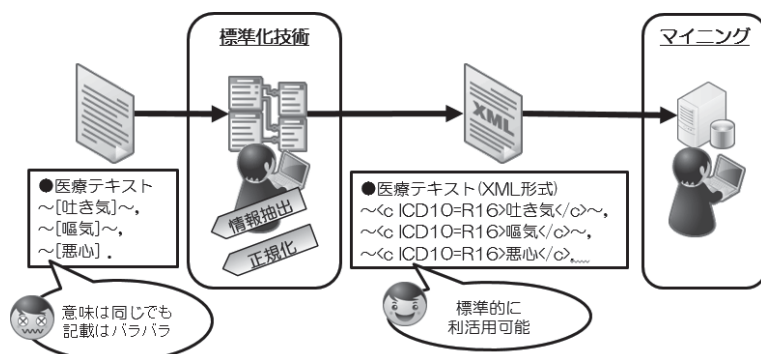 標準化技術
マイニング
XML
●医療テキスト
～[吐き気]～,
～[嘔気]～,
～[悪心] .
情報抽出
正規化
●医療テキスト(XML形式)
～<c ICD10=R16>吐き気</c>～,
～<c ICD10=R16>嘔気</c>～,
～<c ICD10=R16>悪心</c>,
意味は同じでも
記載はバラバラ
標準的に
利活用可能